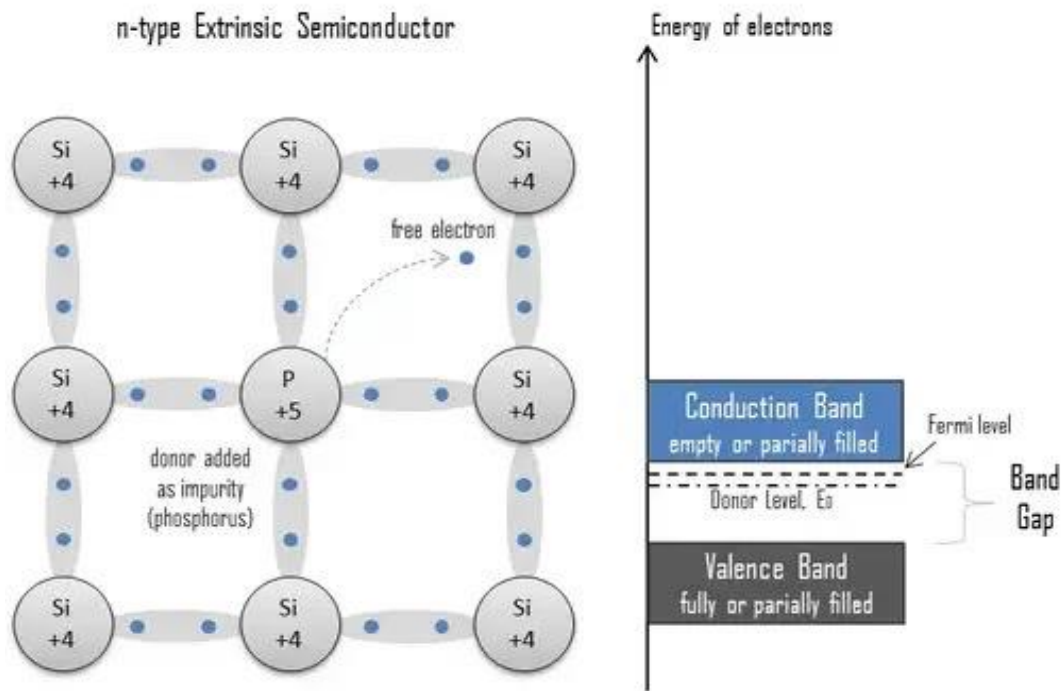 n-type Extrinsic Semiconductor
Energy of electrons
Si
+4
Si
+4
Si
+4
free electron
Si
+4
P
+5
Si
+4
donor added
as impurity
(phosphorus)
Si
+4
Si
+4
Si
+4
Conduction Band
empty or parially filled
Fermi level
Donor Level, ED
Band
Gap
Valence Band
fully or parially filled